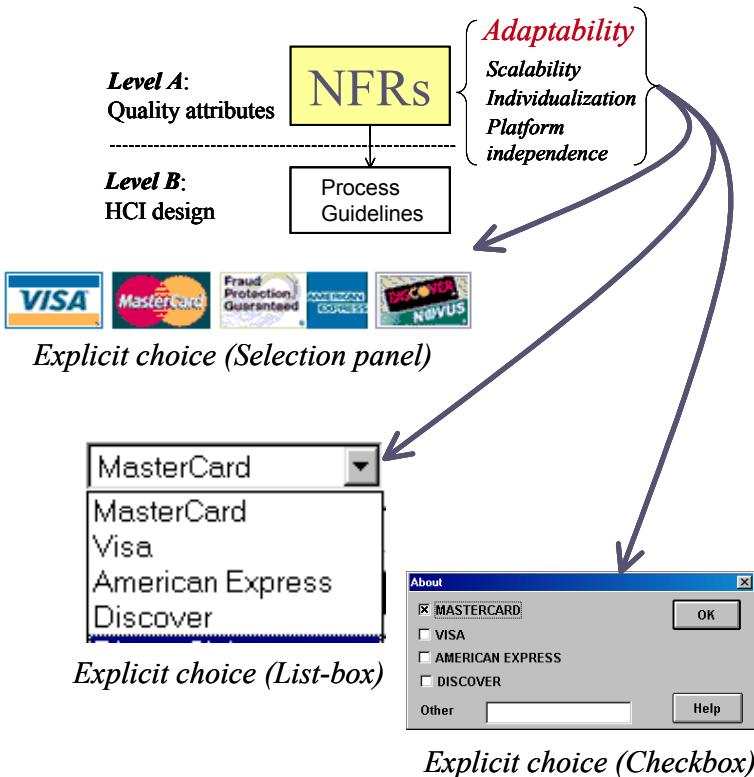 Adaptability
Level A:
Quality attributes
NFRs
Scalability
Individualization
Platform
independence
Level B:
HCI design
Process
Guidelines
VISA
MasterCard
Fraud
Protection
Guaranteed
AMERICAN
EXPRESS
DISCOVER
NOVUS
Explicit choice (Selection panel)
MasterCard
MasterCard
Visa
American Express
Discover
Explicit choice (List-box)
About
MASTERCARD
OK
VISA
AMERICAN EXPRESS
DISCOVER
Other
Help
Explicit choice (Checkbox)